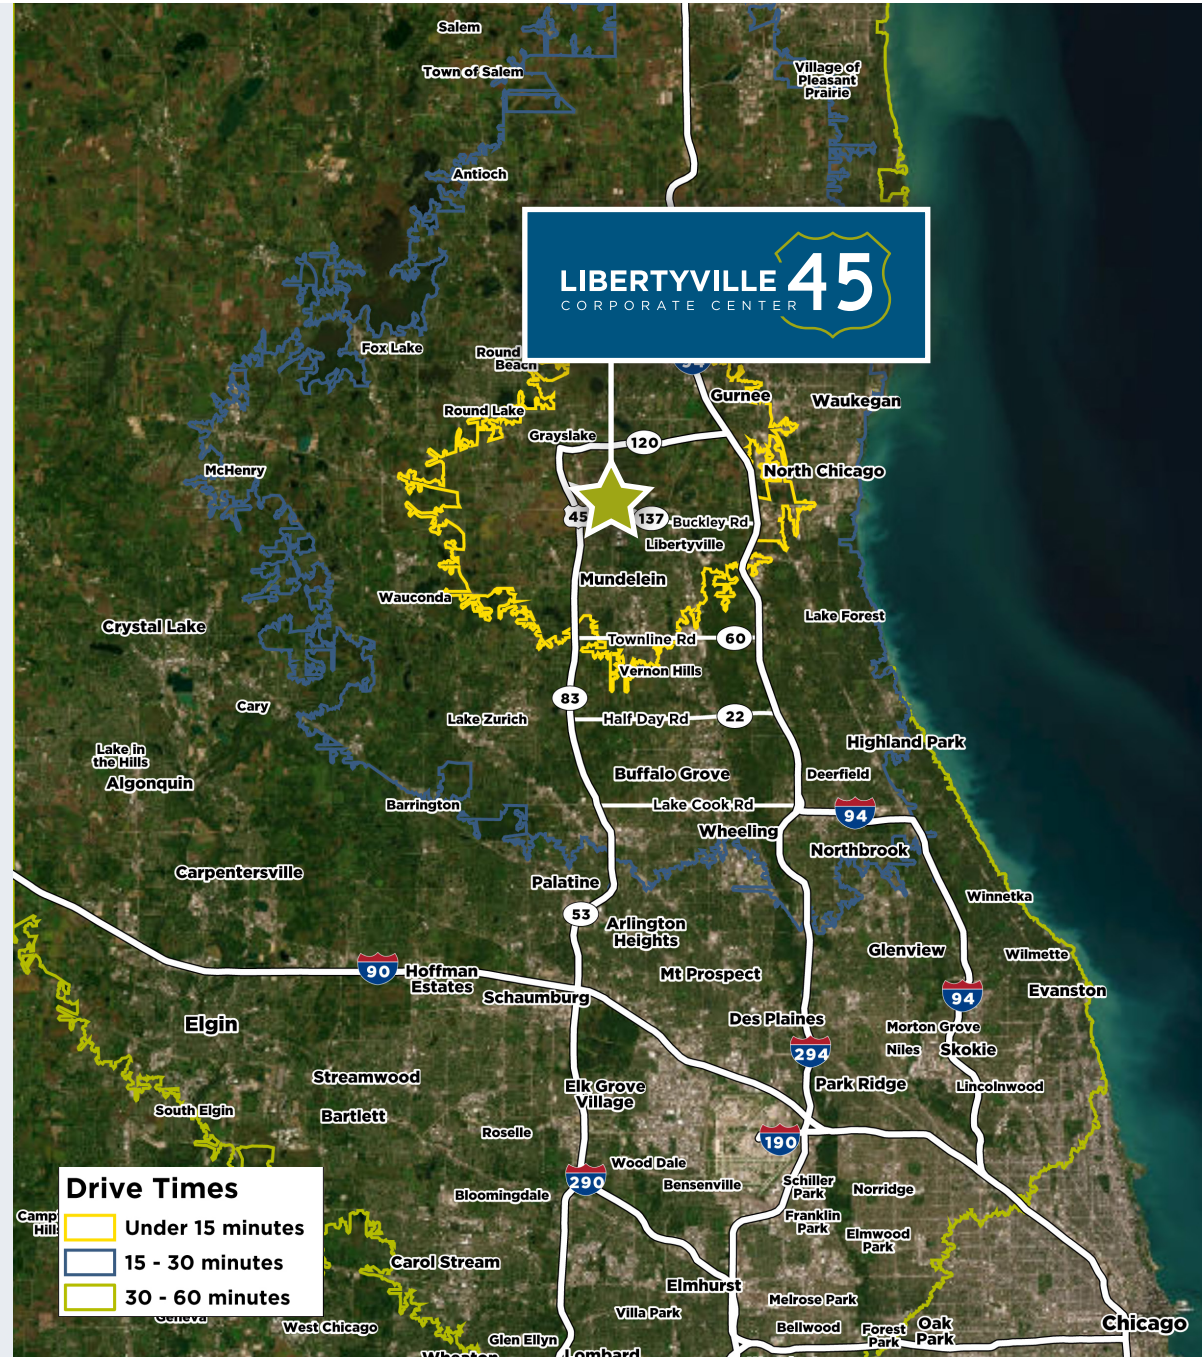 Salem
Town of Salem
Village of
Pleasant
Prairie
Antioch
LIBERTYVILLE 45
CORPORATE CENTER
Fox Lake
Round
Beach
Gurnee
Waukegan
Round Lake
Grayslake
120
McHenry
North Chicago
45
137
Buckley Rd
Libertyville
Mundelein
Wauconda
Lake Forest
Crystal Lake
Townline Rd
60
Vernon Hills
83
Cary
Lake Zurich
Half Day Rd
22
Highland Park
Lake in
the Hills
Algonquin
Buffalo Grove
Deerfield
Barrington
Lake Cook Rd
94
Wheeling
Northbrook
Carpentersville
Palatine
Winnetka
53
Arlington
Heights
Glenview
Wilmette
90
Hoffman
Estates
Mt Prospect
Schaumburg
94
Evanston
Elgin
Des Plaines
Morton Grove
Niles
Skokie
294
Streamwood
Elk Grove
Village
Park Ridge
Lincolnwood
South Elgin
Bartlett
Roselle
190
Wood Dale
290
Bensenville
Schiller
Park
Norridge
Bloomingdale
Franklin
Park
Elmwood
Park
Drive Times
Under 15 minutes
15 - 30 minutes
30 - 60 minutes
Camp
Hills
Carol Stream
Elmhurst
Melrose Park
Geneva
West Chicago
Villa Park
Bellwood
Forest
Park
Oak
Park
Chicago
Glen Ellyn
Wheaton
Lombard